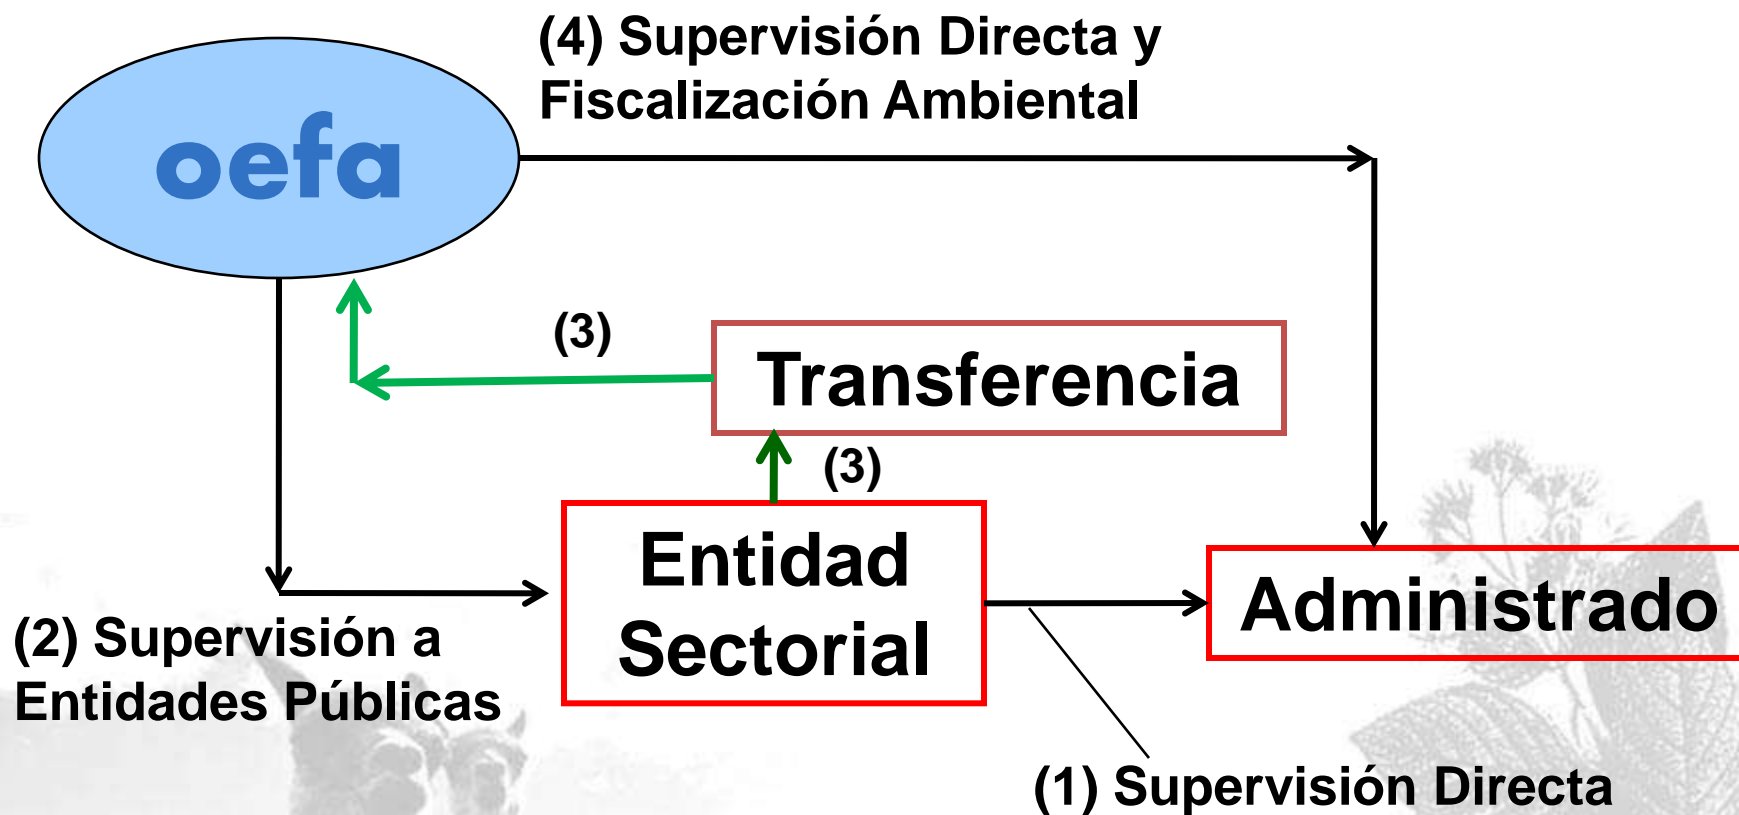 (4) Supervisión Directa y
Fiscalización Ambiental
oefa
(3)
Transferencia
(3)
Entidad
Sectorial
Administrado
(2) Supervisión a
Entidades Públicas
(1) Supervisión Directa